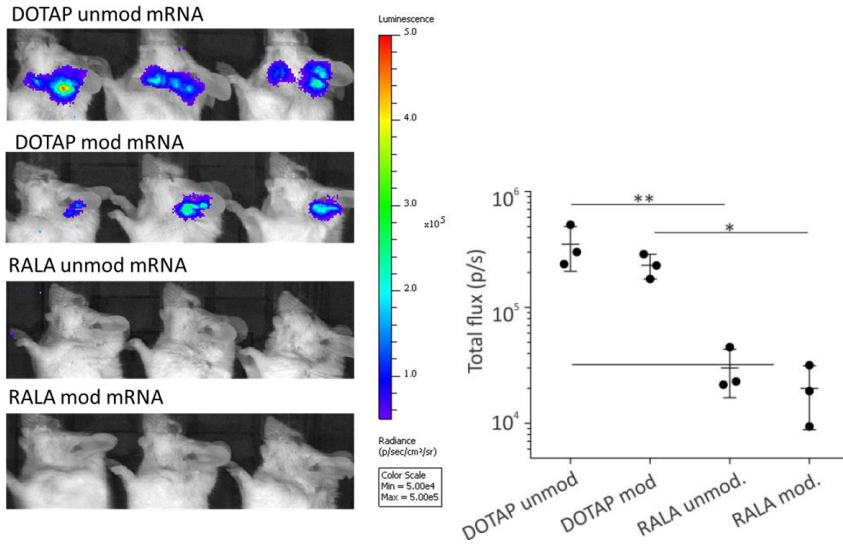 DOTAP unmod mRNA
DOTAP mod mRNA
RALA unmod mRNA
RALA mod mRNA
Luminescence
5.0
4.0
3.0
x10⁵
2.0
1.0
Radiance
(p/sec/cm²/sr)
Color Scale
Min = 5.00e4
Max = 5.00e5
Total flux (p/s)
10⁶
10⁵
10⁴
**
*
DOTAP unmod
DOTAP mod
RALA unmod.
RALA mod.